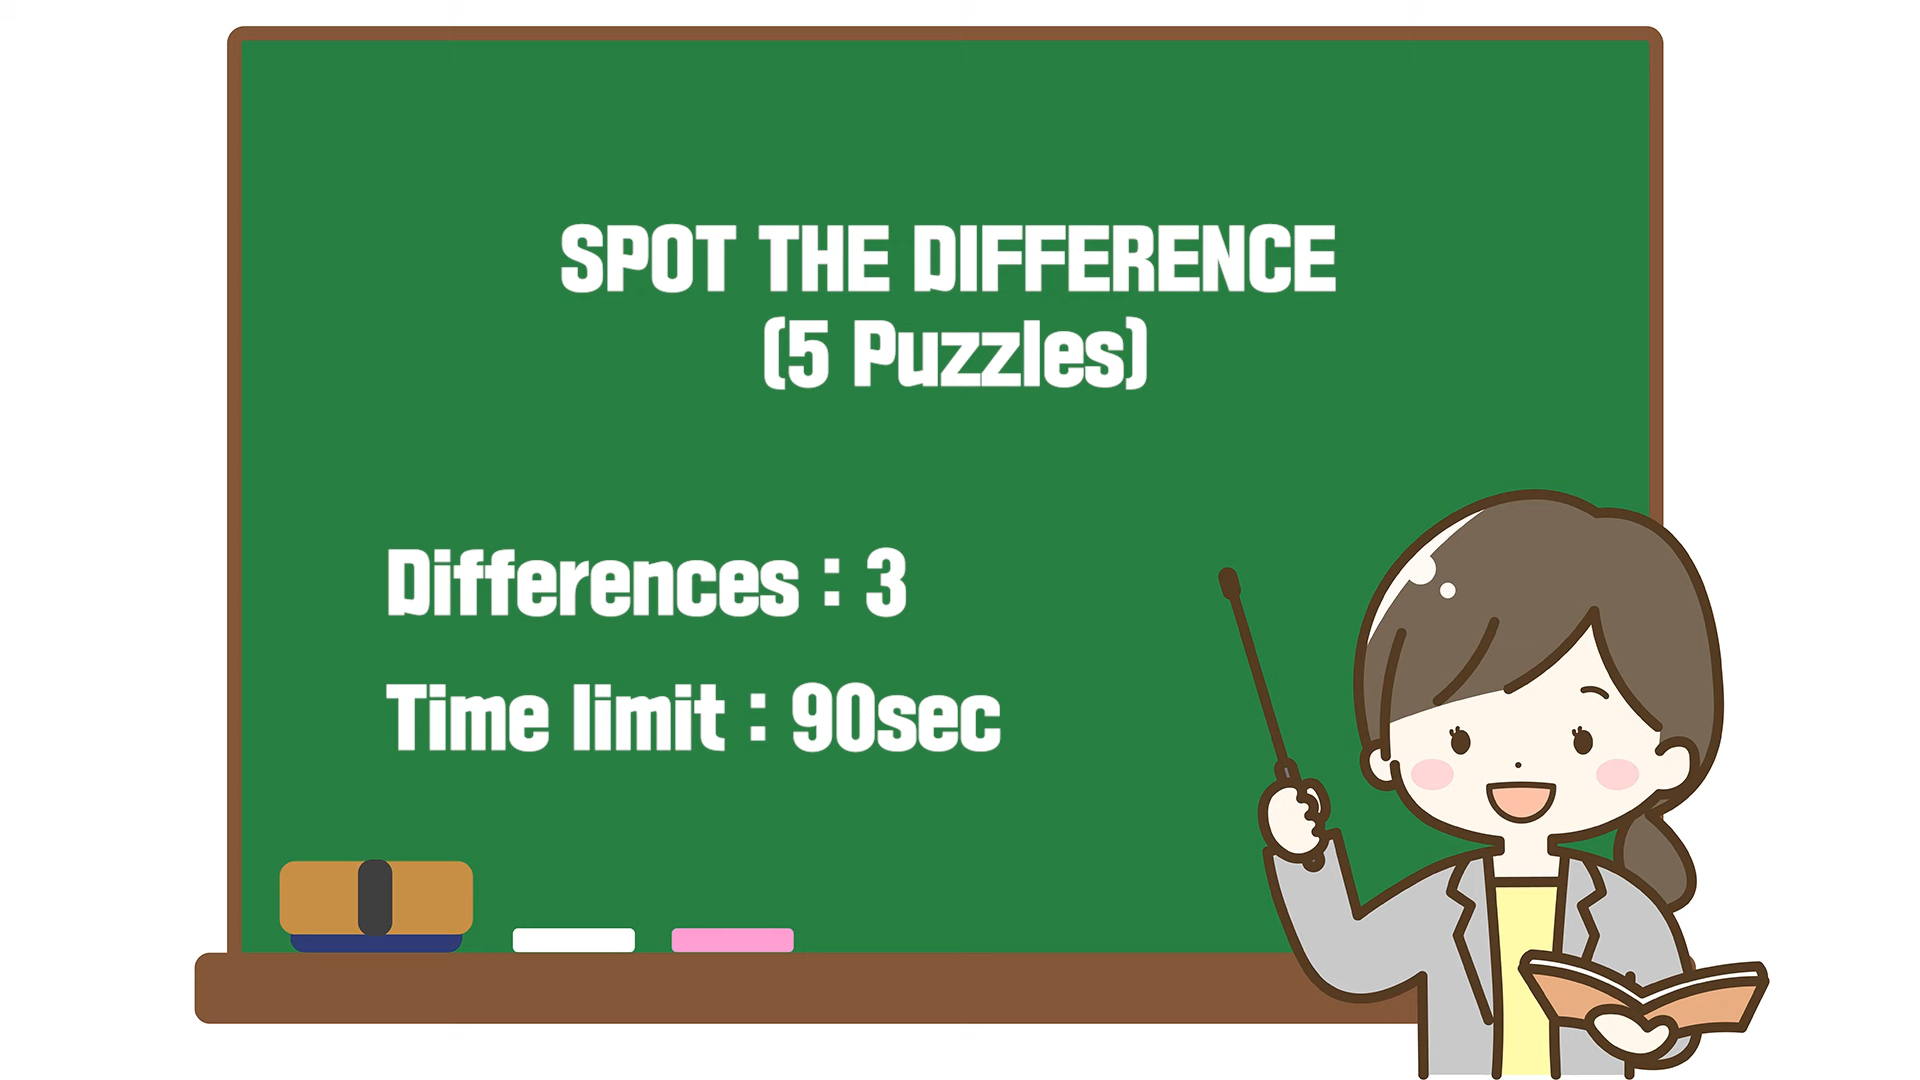 SPOT THE DIFFERENCE
(5 Puzzles)
Differences : 3
Time limit : 90sec